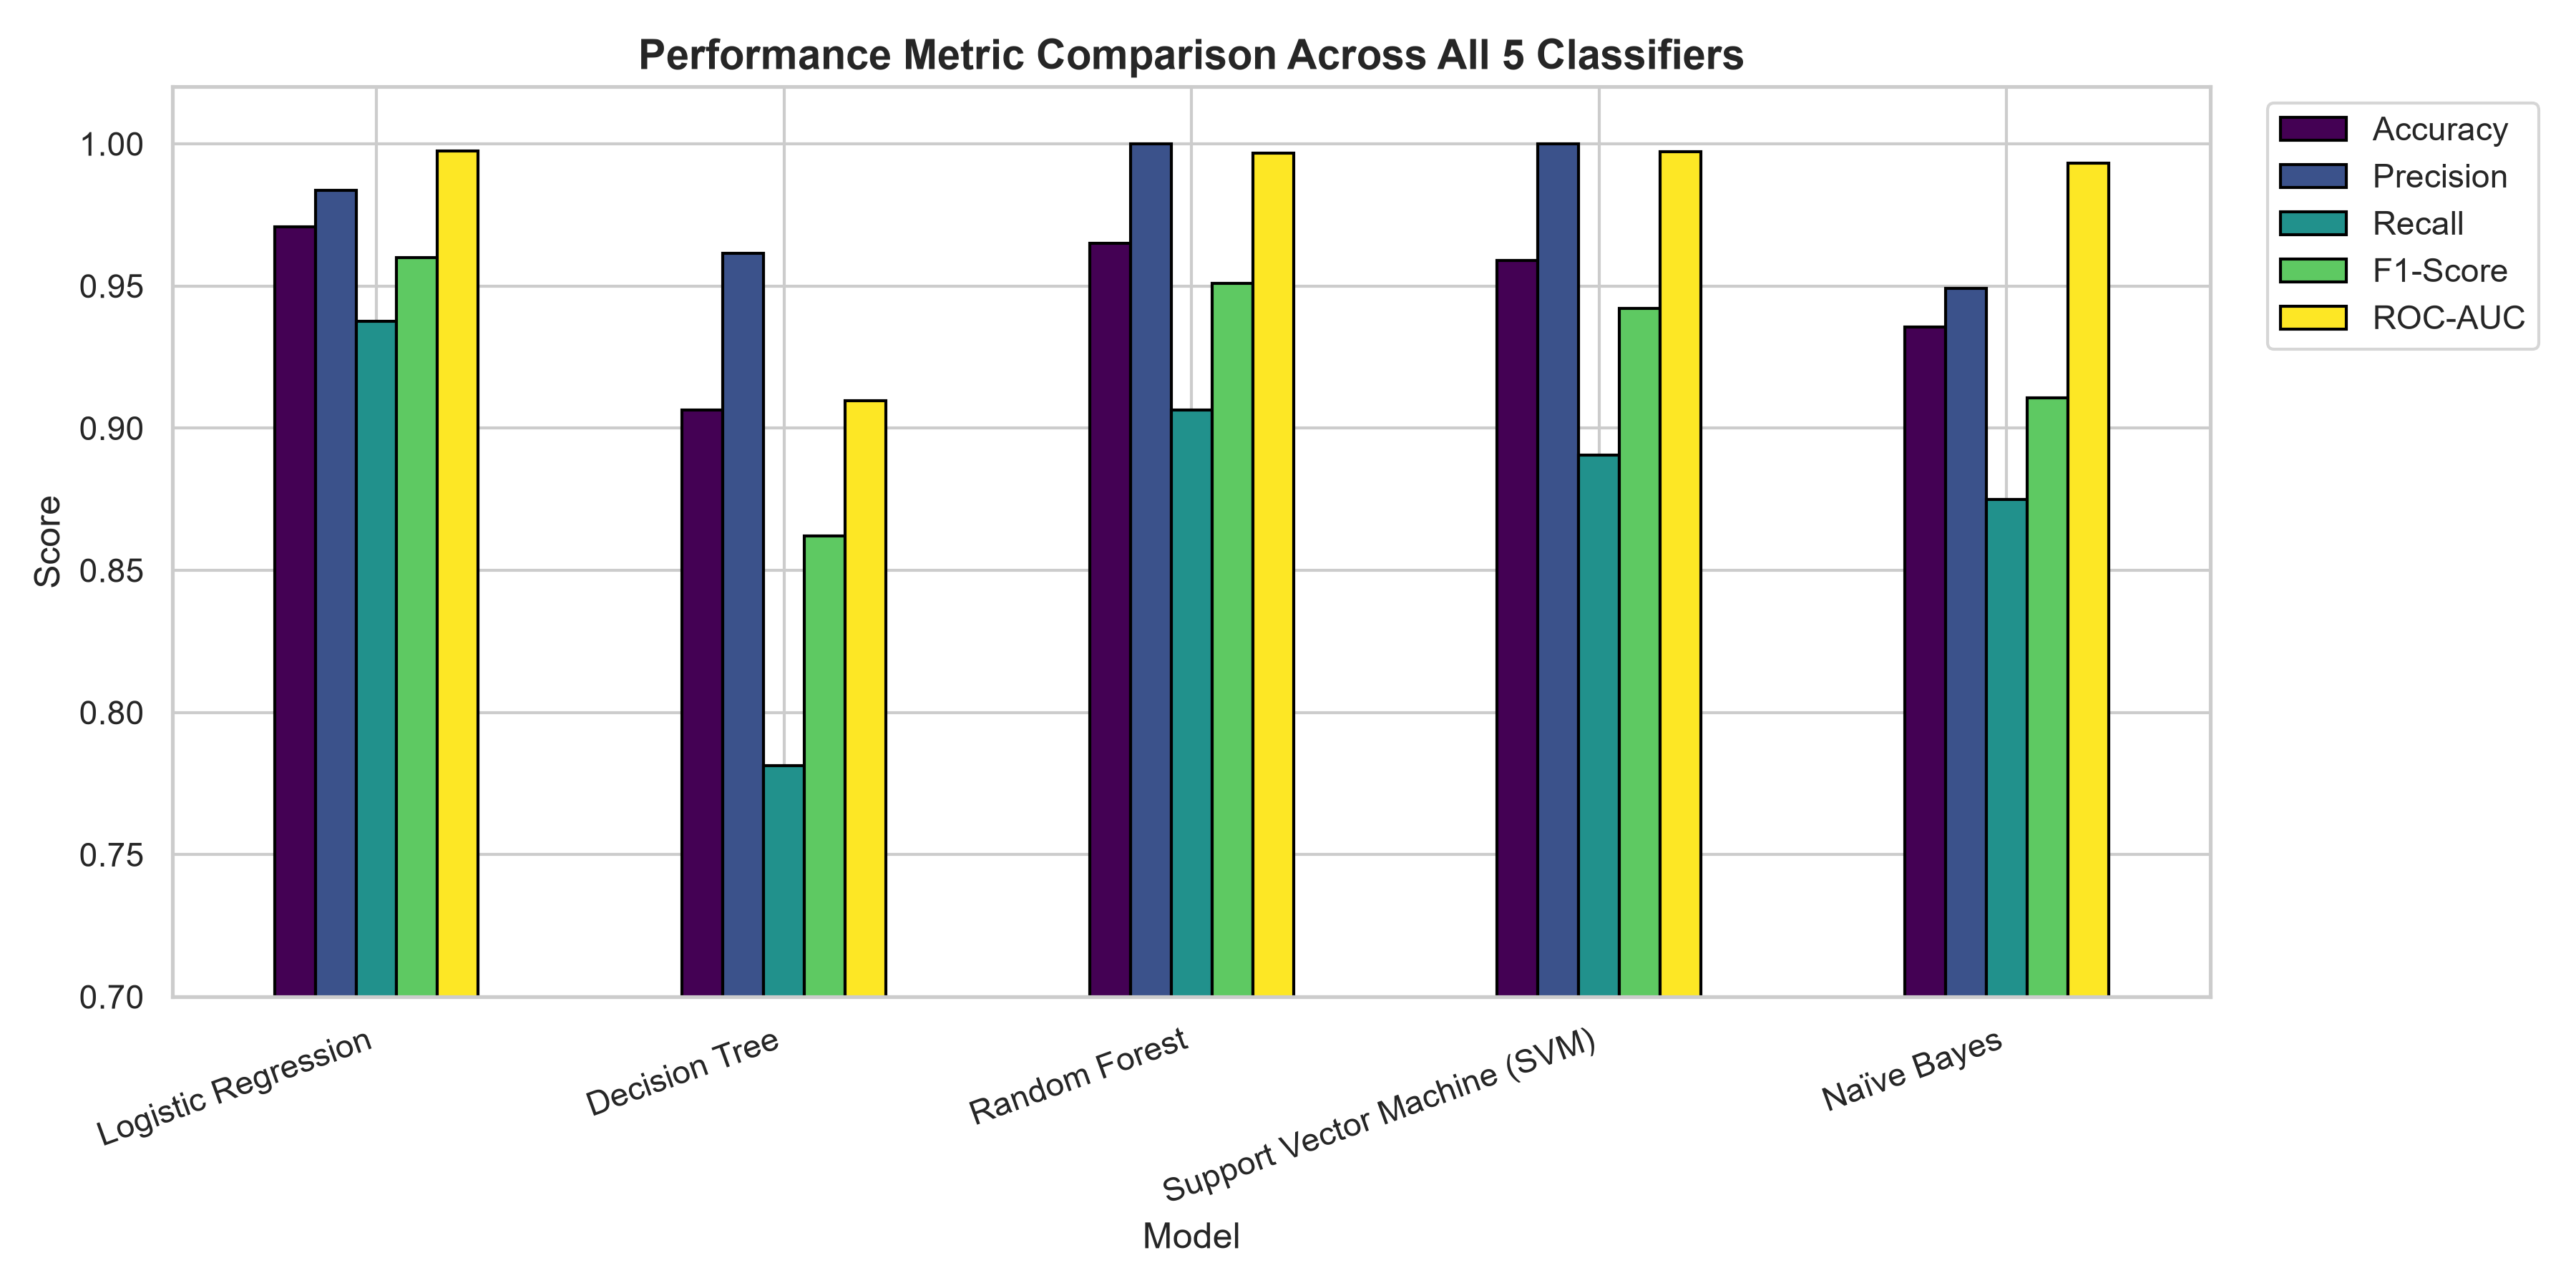 Performance Metric Comparison Across All 5 Classifiers
1.00
0.95
0.90
0.85
0.80
0.75
0.70
Score
Logistic Regression
Decision Tree
Random Forest
Support Vector Machine (SVM)
Naïve Bayes
Model
Accuracy
Precision
Recall
F1-Score
ROC-AUC